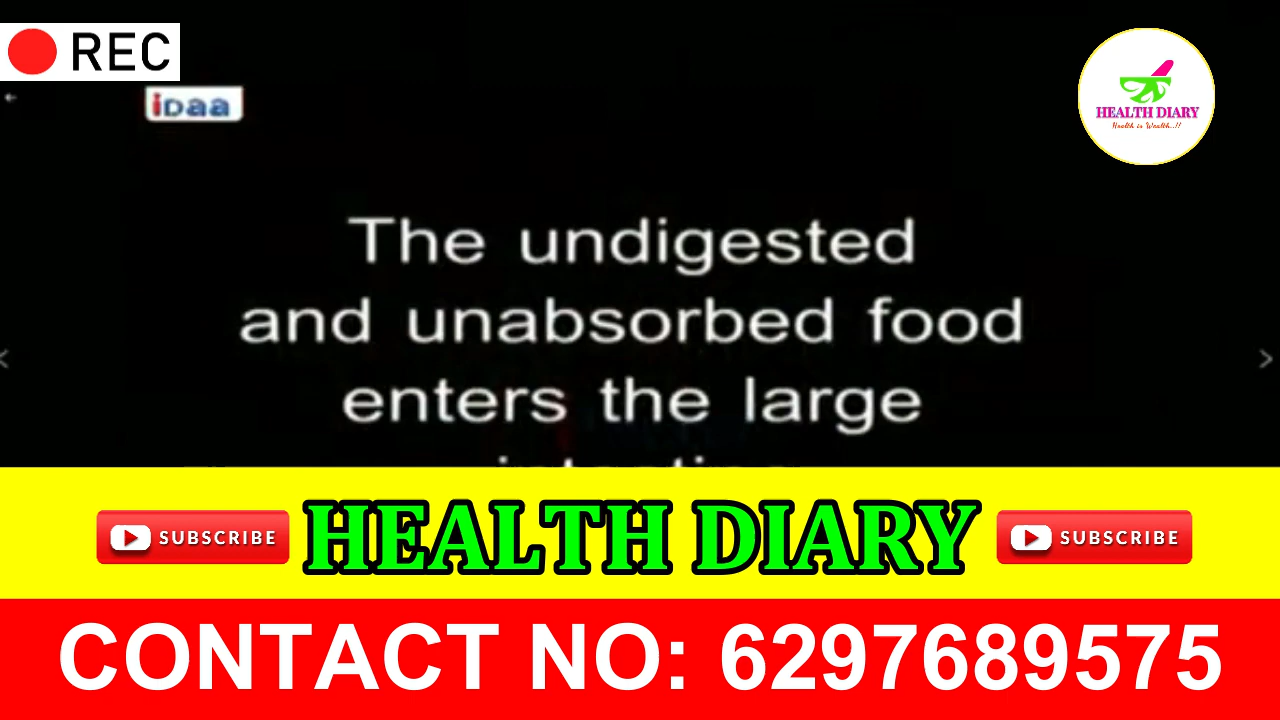 REC
iDaa
HEALTH DIARY
Health is Wealth..!!
The undigested
and unabsorbed food
enters the large
SUBSCRIBE
HEALTH DIARY
SUBSCRIBE
CONTACT NO: 6297689575